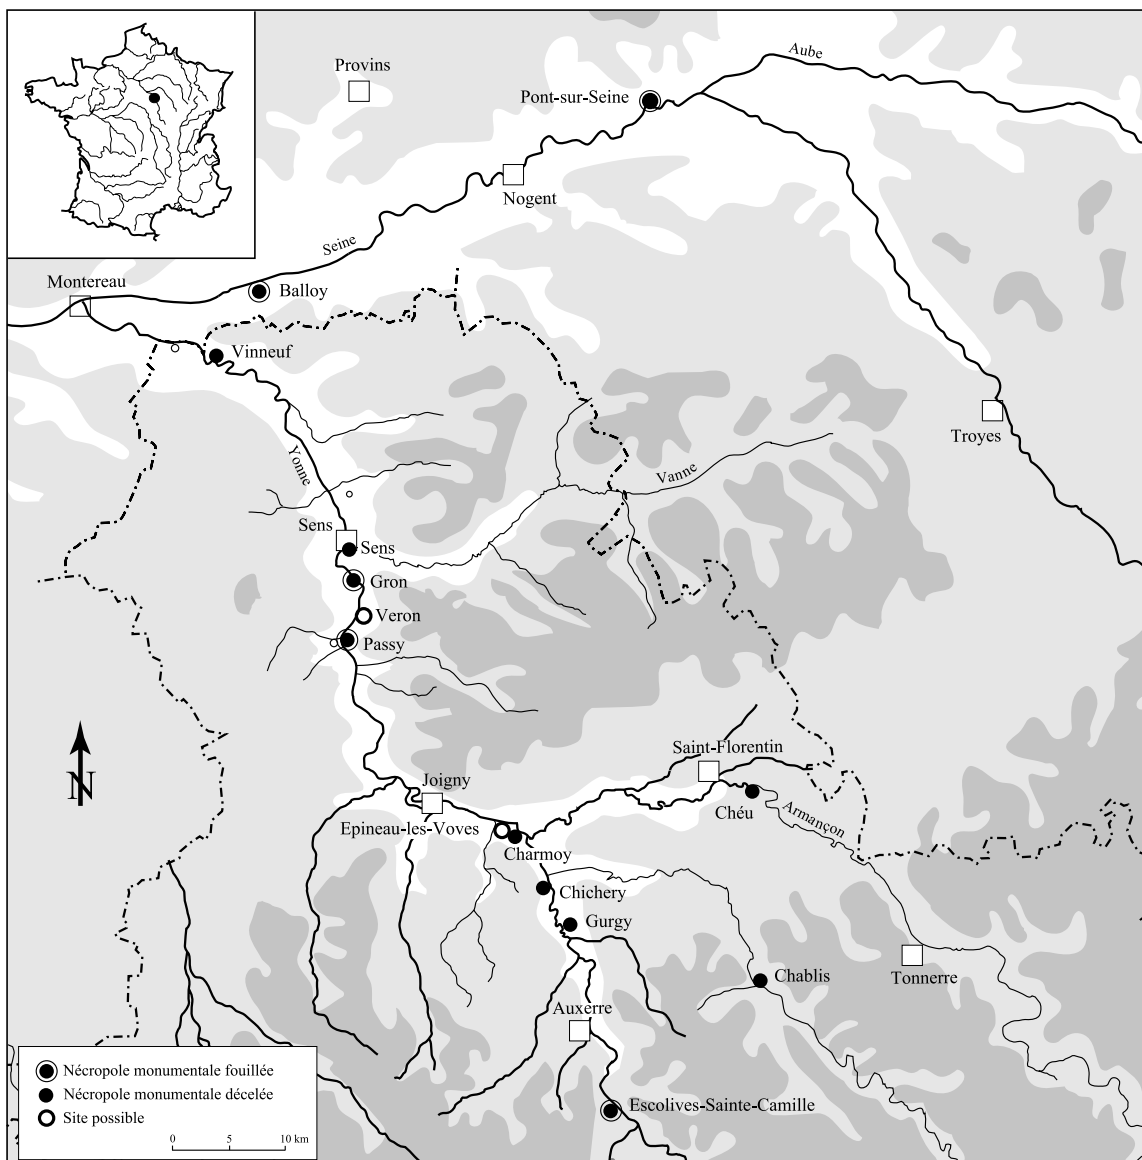 Aube
Provins
Pont-sur-Seine
Nogent
Seine
Montereau
Balloy
Vinneuf
Troyes
Yonne
Vanne
Sens
Sens
Gron
Veron
Passy
N
Saint-Florentin
Joigny
Chéu
Armançon
Epineau-les-Voves
Charmoy
Chichery
Gurgy
Chablis
Tonnerre
Auxerre
Escolives-Sainte-Camille
Nécropole monumentale fouillée
Nécropole monumentale décelée
Site possible
0 5 10 km